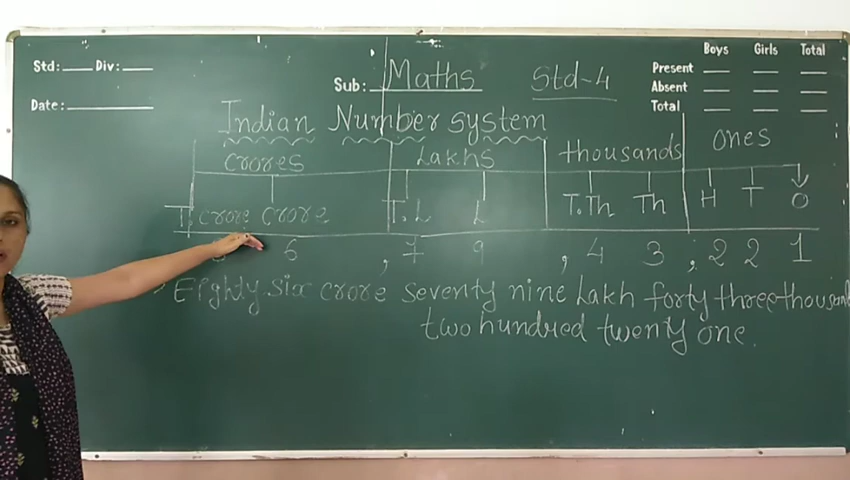 Boys Girls Total
Std: Div: Sub: Maths Std-4 Present
Absent
Date: Total
Indian Number system
crores Lakhs thousands ones
T. crore crore T.L L T.Th Th H T O
6 , 7 9 , 4 3 , 2 2 1
Eighty six crore seventy nine Lakh forty three thousand
two hundred twenty one.